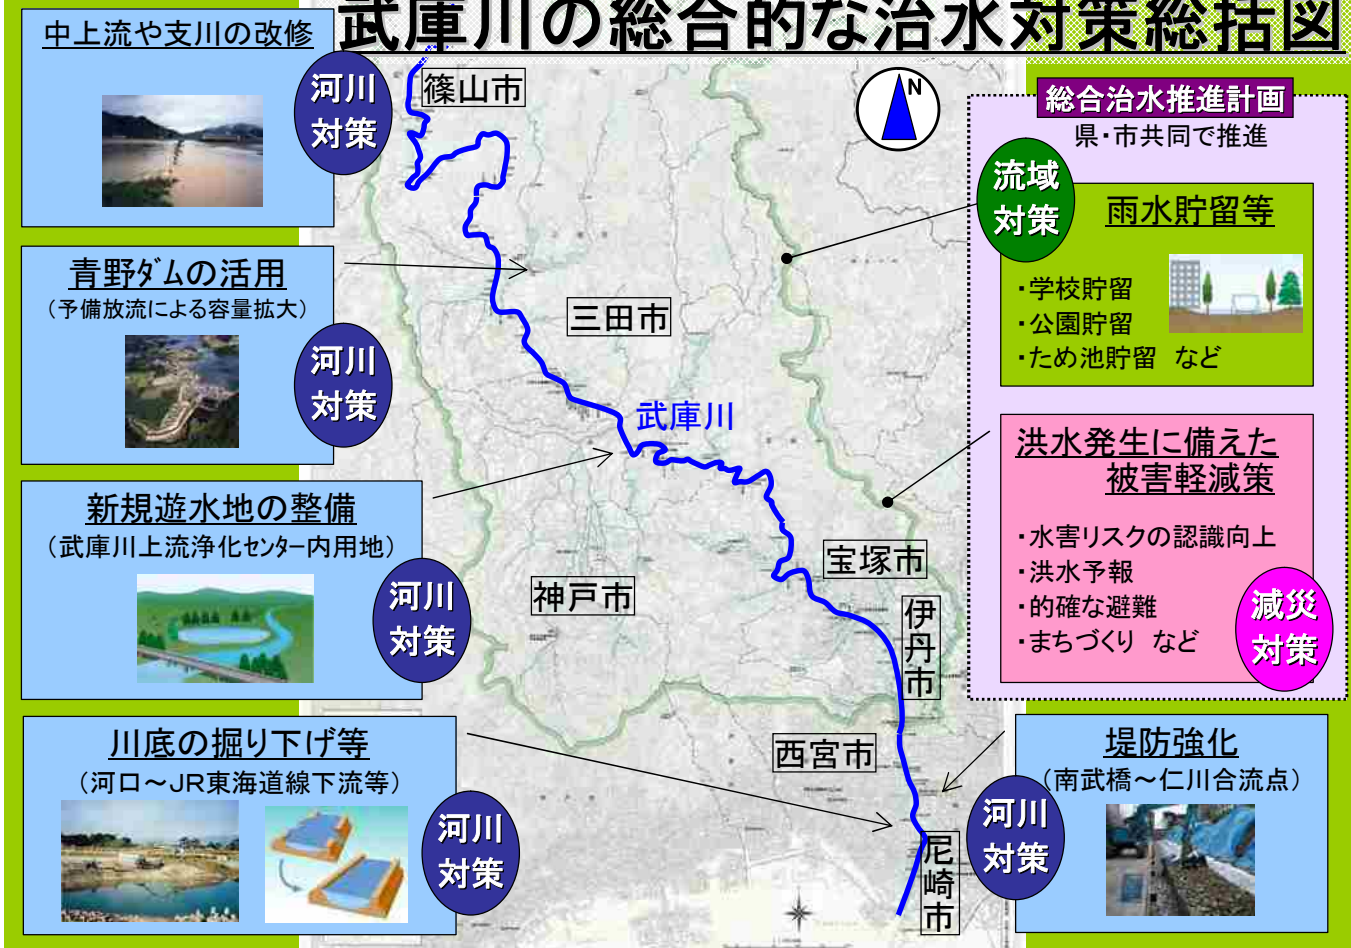 武庫川の総合的な治水対策総括図
中上流や支川の改修
河川
対策
青野ダムの活用
（予備放流による容量拡大）
河川
対策
新規遊水地の整備
（武庫川上流浄化センター内用地）
河川
対策
川底の掘り下げ等
（河口～JR東海道線下流等）
河川
対策
篠山市
三田市
武庫川
神戸市
宝塚市
伊丹市
西宮市
尼崎市
N
総合治水推進計画
県・市共同で推進
流域
対策
雨水貯留等
・学校貯留
・公園貯留
・ため池貯留　など
洪水発生に備えた
被害軽減策
・水害リスクの認識向上
・洪水予報
・的確な避難
・まちづくり　など
減災
対策
堤防強化
（南武橋～仁川合流点）
河川
対策